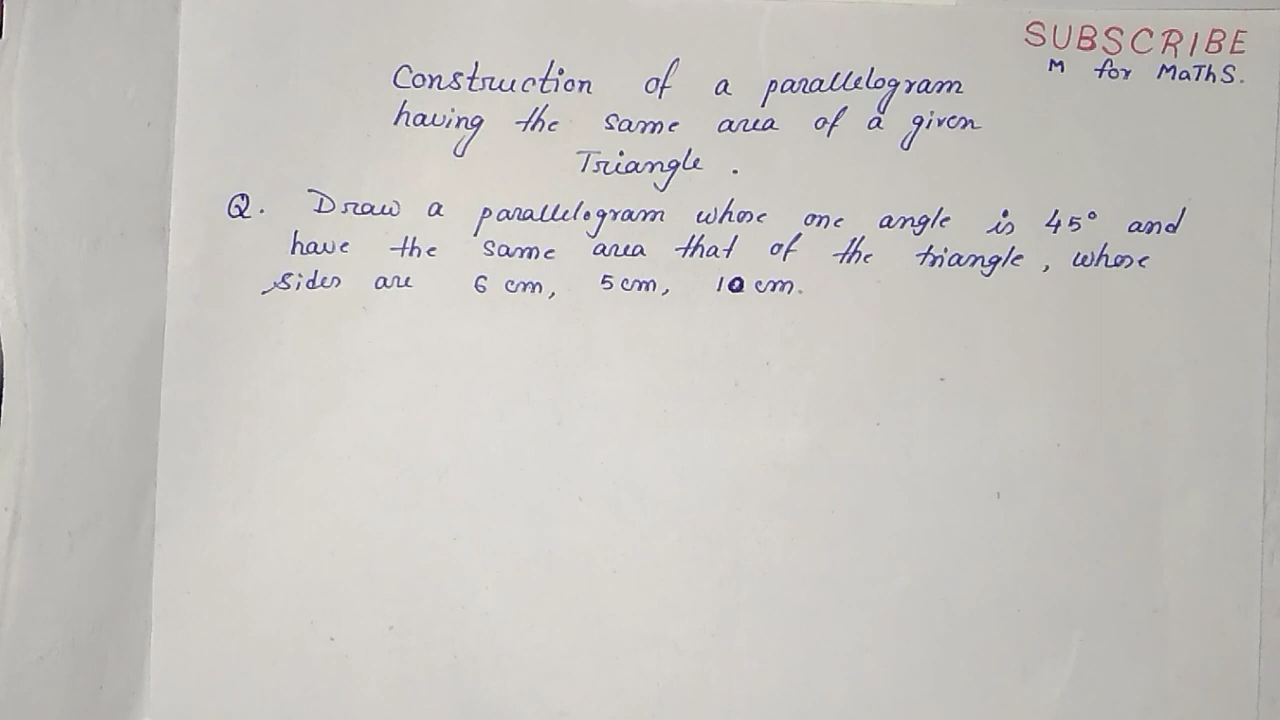 SUBSCRIBE
M for MaThS.
Construction of a parallelogram
having the same area of a given
Triangle.
Q. Draw a parallelogram whose one angle is 45° and
have the same area that of the triangle, whose
sides are 6 cm, 5 cm, 10 cm.